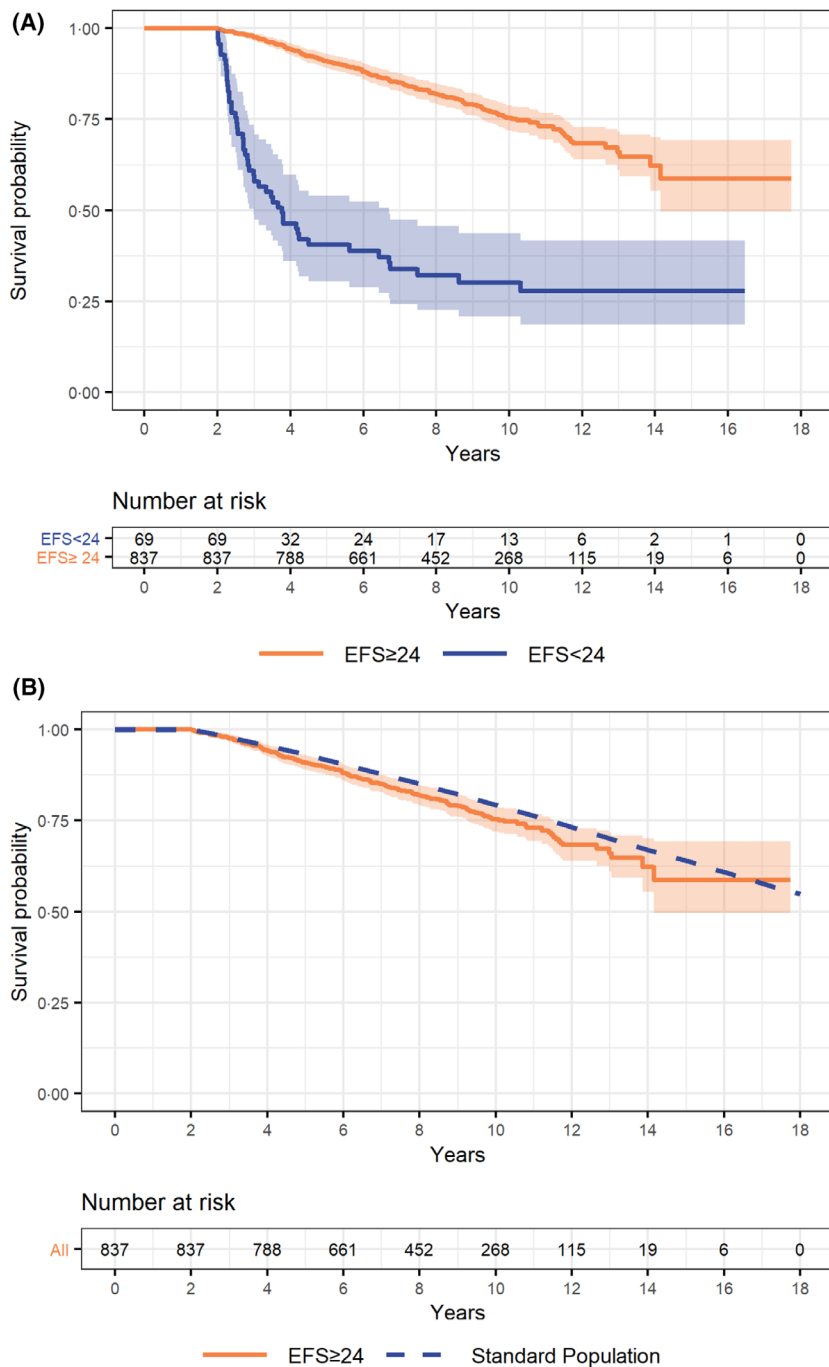 (A)
Survival probability
1·00
0·75
0·50
0·25
0·00
0 2 4 6 8 10 12 14 16 18
Years
Number at risk
EFS<24 69 69 32 24 17 13 6 2 1 0
EFS≥ 24 837 837 788 661 452 268 115 19 6 0
0 2 4 6 8 10 12 14 16 18
Years
EFS≥24 EFS<24
(B)
Survival probability
1·00
0·75
0·50
0·25
0·00
0 2 4 6 8 10 12 14 16 18
Years
Number at risk
All 837 837 788 661 452 268 115 19 6 0
0 2 4 6 8 10 12 14 16 18
Years
EFS≥24 Standard Population